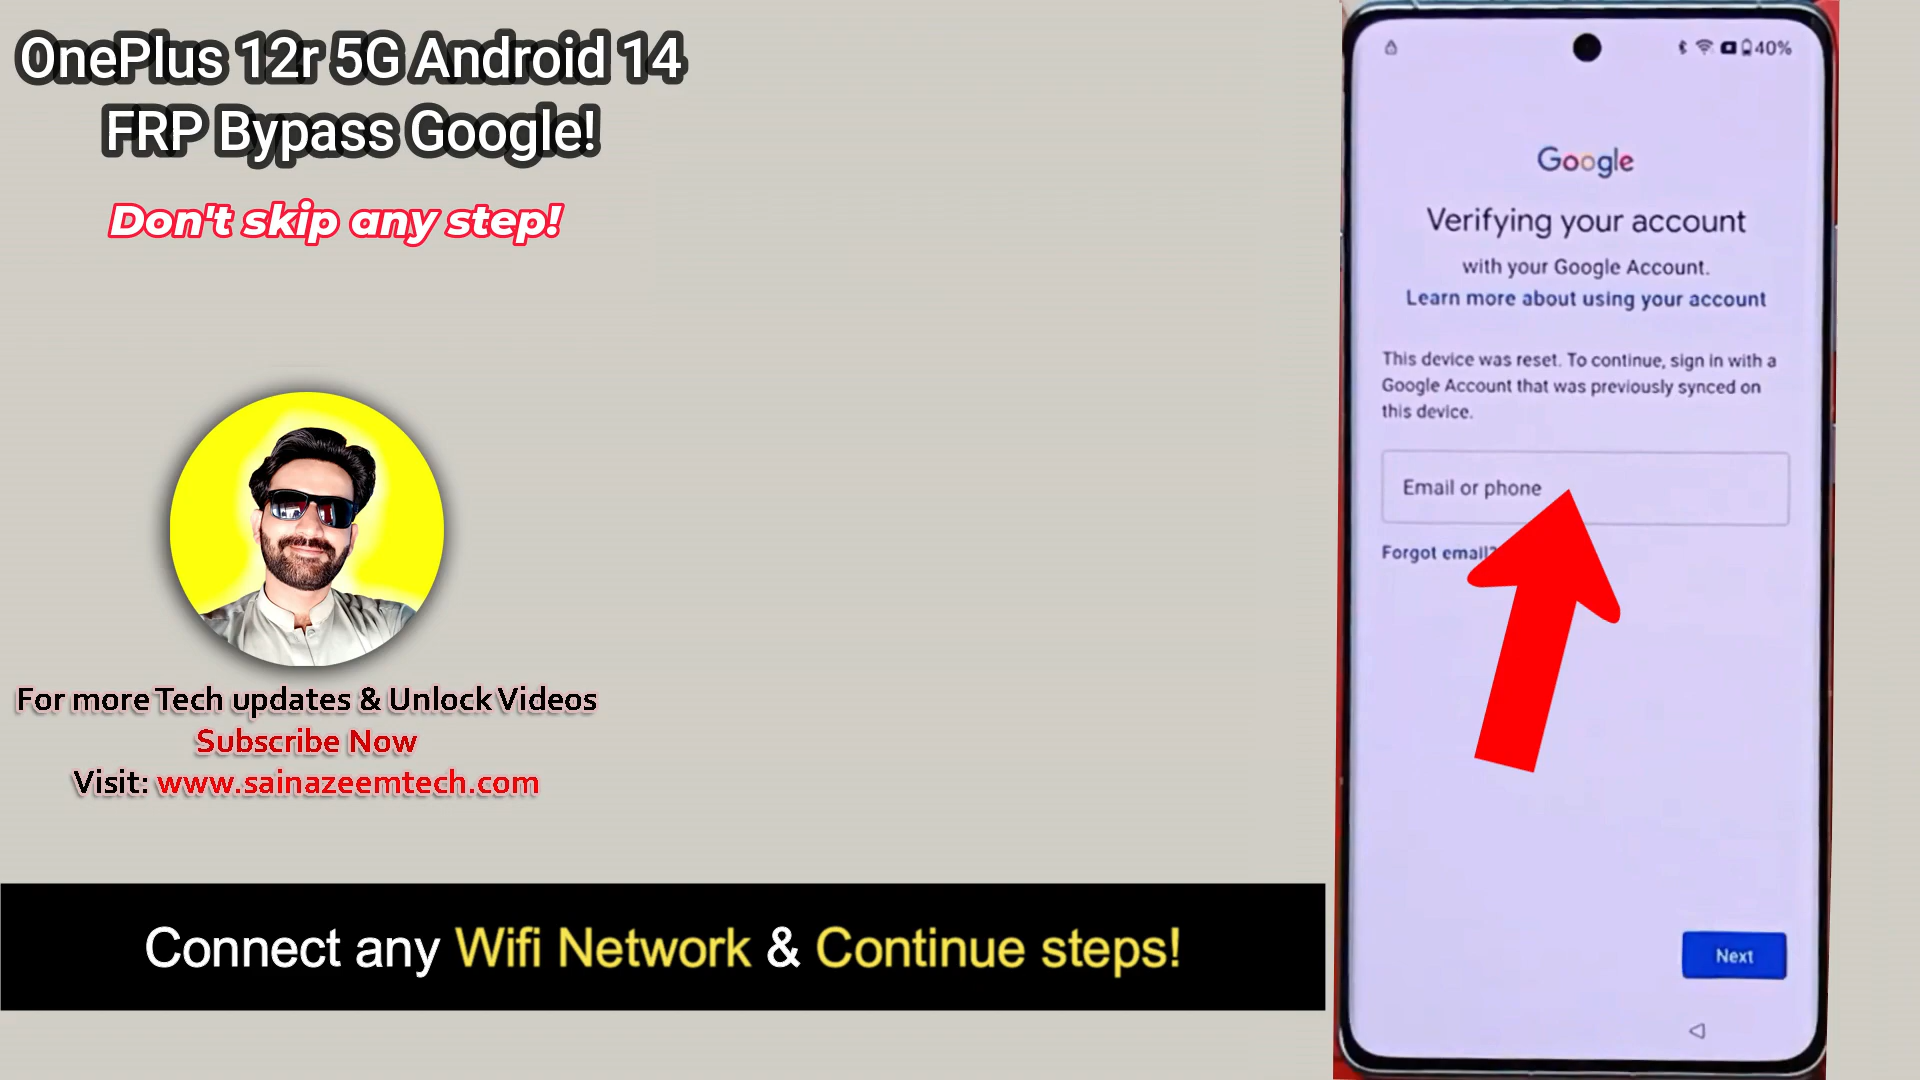 OnePlus 12r 5G Android 14
FRP Bypass Google!
Don't skip any step!
For more Tech updates & Unlock Videos
Subscribe Now
Visit: www.sainazeemtech.com
Connect any Wifi Network & Continue steps!
40%
Google
Verifying your account
with your Google Account.
Learn more about using your account
This device was reset. To continue, sign in with a
Google Account that was previously synced on
this device.
Email or phone
Forgot email?
Next